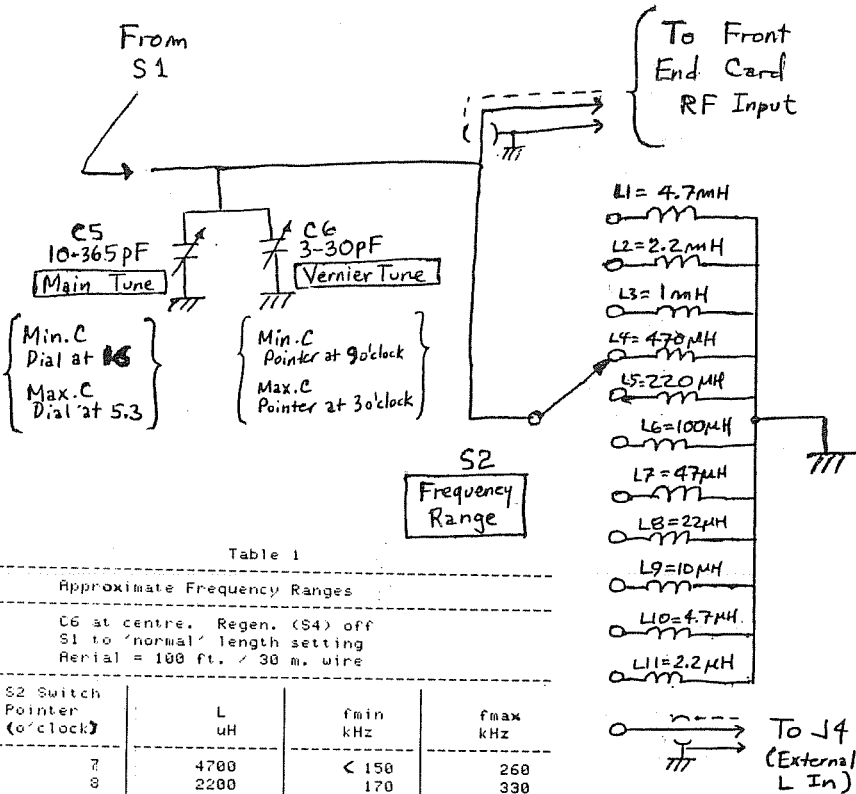 From
S1
To Front
End Card
RF Input
C5
10-365pF
Main Tune
C6
3-30pF
Vernier Tune
Min.C
Dial at 16
Max.C
Dial at 5.3
Min.C
Pointer at 9 o'clock
Max.C
Pointer at 3 o'clock
S2
Frequency
Range
L1 = 4.7mH
L2=2.2mH
L3= 1mH
L4= 470µH
L5=220 µH
L6=100µH
L7=47µH
L8=22µH
L9=10µH
L10=4.7µH
L11=2.2µH
To J4
(External
L In)
Table 1
Approximate Frequency Ranges
C6 at centre. Regen. (S4) off
S1 to 'normal' length setting
Aerial = 100 ft. / 30 m. wire
S2 Switch
Pointer
(o'clock) L uH fmin kHz fmax kHz
7 4700 < 150 260
8 2200 170 330